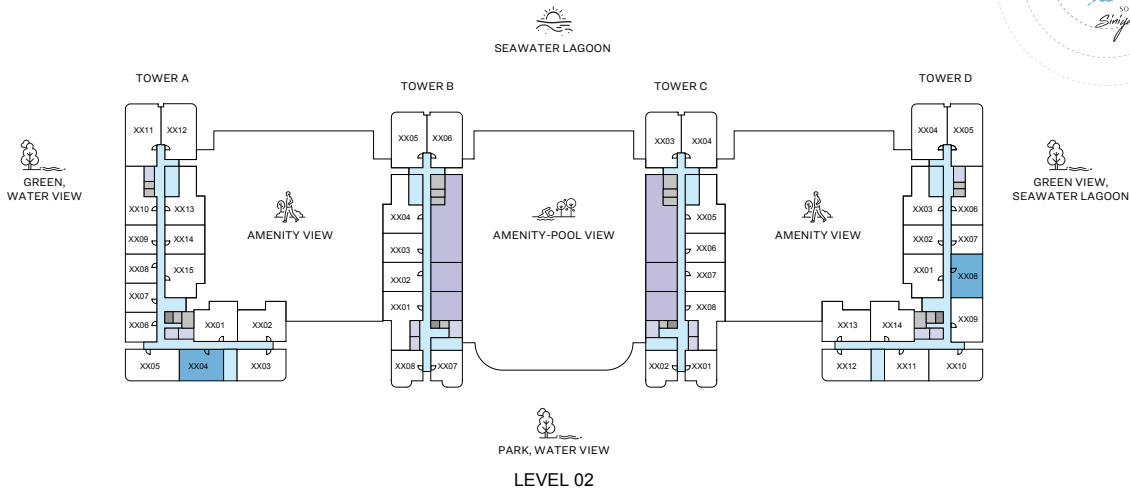 SO
SEAWATER LAGOON
TOWER A
TOWER B
TOWER C
TOWER D
XX11 XX12
XX05 XX06
XX03 XX04
XX04 XX05
GREEN,
WATER VIEW
GREEN VIEW,
SEAWATER LAGOON
XX10 XX13
XX09 XX14
XX08
XX15
XX07
XX06
XX01 XX02
XX05 XX04 XX03
AMENITY VIEW
XX04
XX03
XX02
XX01
XX08 XX07
AMENITY-POOL VIEW
XX05
XX06
XX07
XX08
XX02 XX01
AMENITY VIEW
XX03 XX06
XX02 XX07
XX01 XX08
XX09
XX13 XX14
XX12 XX11 XX10
PARK, WATER VIEW
LEVEL 02